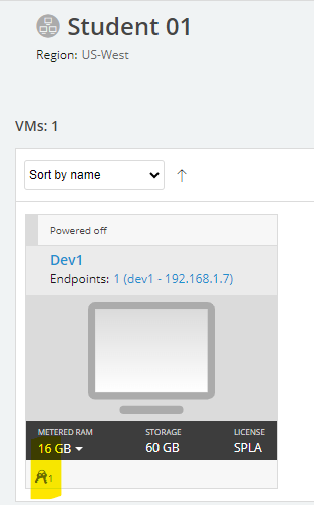 Student 01
Region: US-West
VMs: 1
Sort by name
Powered off
Dev1
Endpoints: 1 (dev1 - 192.168.1.7)
METERED RAM STORAGE LICENSE
16 GB 60 GB SPLA
1